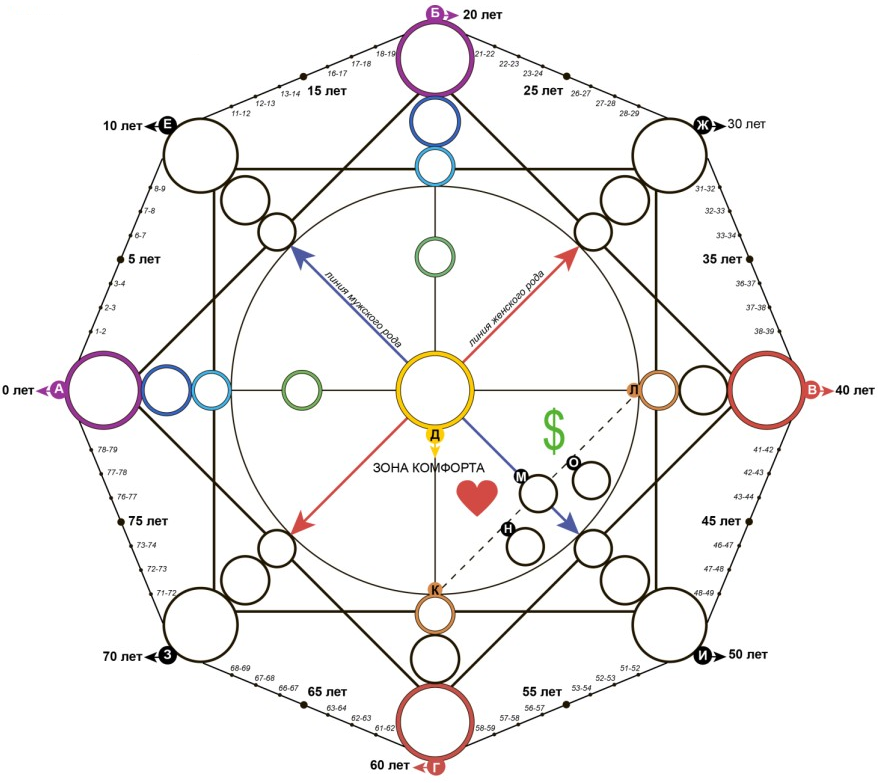 Б 20 лет
18-19
21-22
17-18
22-23
16-17
23-24
13-14
15 лет
25 лет
26-27
12-13
27-28
11-12
28-29
10 лет
Е
Ж
30 лет
8-9
31-32
7-8
32-33
6-7
33-34
5 лет
35 лет
3-4
36-37
2-3
37-38
1-2
38-39
линия мужского рода
линия женского рода
0 лет
А
Л
В
40 лет
Д
$
ЗОНА КОМФОРТА
М
О
Н
К
78-79
41-42
77-78
42-43
76-77
43-44
75 лет
45 лет
73-74
46-47
72-73
47-48
71-72
48-49
70 лет
З
И
50 лет
68-69
51-52
67-68
52-53
66-67
53-54
65 лет
55 лет
63-64
56-57
62-63
57-58
61-62
58-59
60 лет
Г